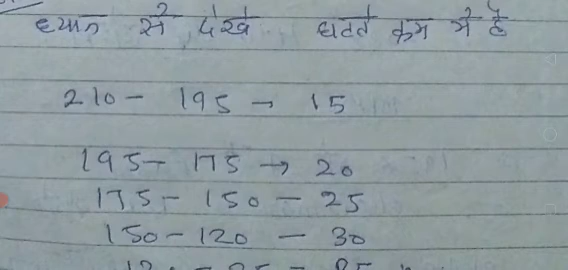 ध्यान से देखे घटते क्रम में है
210 - 195 → 15
195 - 175 → 20
175 - 150 - 25
150 - 120 - 30